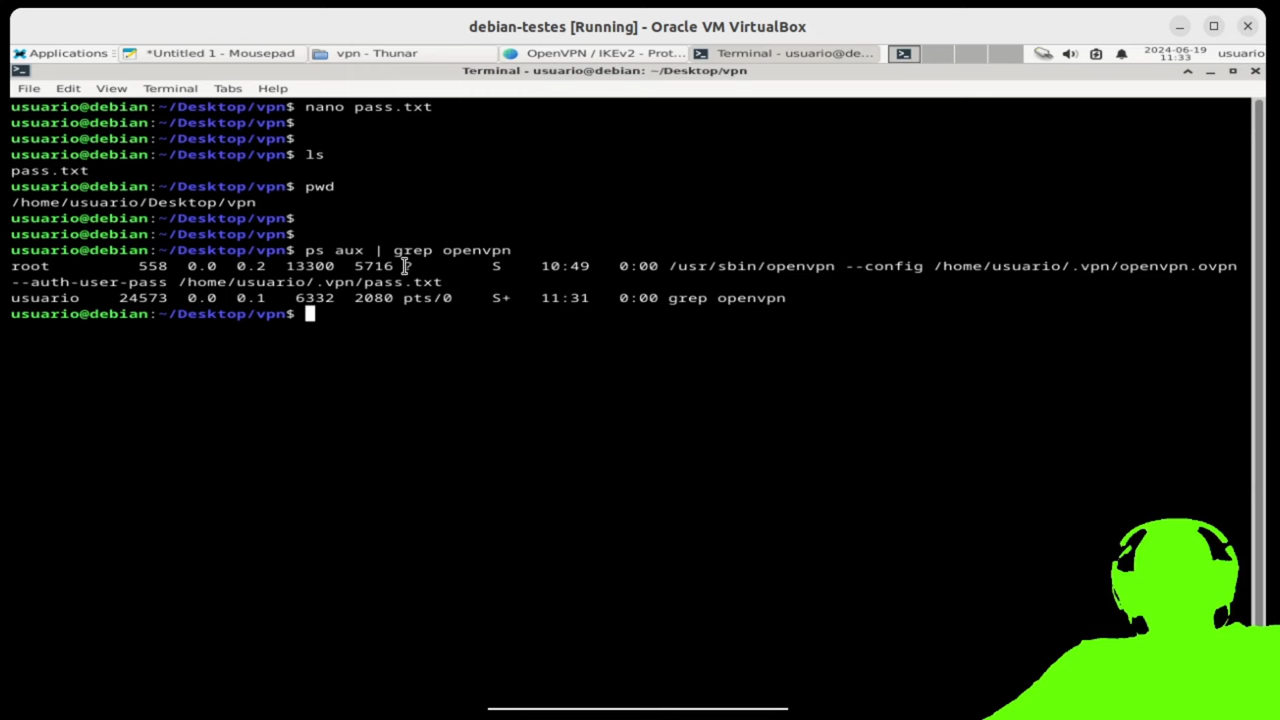 debian-testes [Running] - Oracle VM VirtualBox
Applications *Untitled 1 - Mousepad vpn - Thunar OpenVPN / IKEv2 - Prot... Terminal - usuario@de... 2024-06-19 11:33 usuario
Terminal - usuario@debian: ~/Desktop/vpn
File Edit View Terminal Tabs Help
usuario@debian:~/Desktop/vpn$ nano pass.txt
usuario@debian:~/Desktop/vpn$
usuario@debian:~/Desktop/vpn$
usuario@debian:~/Desktop/vpn$ ls
pass.txt
usuario@debian:~/Desktop/vpn$ pwd
/home/usuario/Desktop/vpn
usuario@debian:~/Desktop/vpn$
usuario@debian:~/Desktop/vpn$
usuario@debian:~/Desktop/vpn$ ps aux | grep openvpn
root 558 0.0 0.2 13300 5716 ? S 10:49 0:00 /usr/sbin/openvpn --config /home/usuario/.vpn/openvpn.ovpn
--auth-user-pass /home/usuario/.vpn/pass.txt
usuario 24573 0.0 0.1 6332 2080 pts/0 S+ 11:31 0:00 grep openvpn
usuario@debian:~/Desktop/vpn$